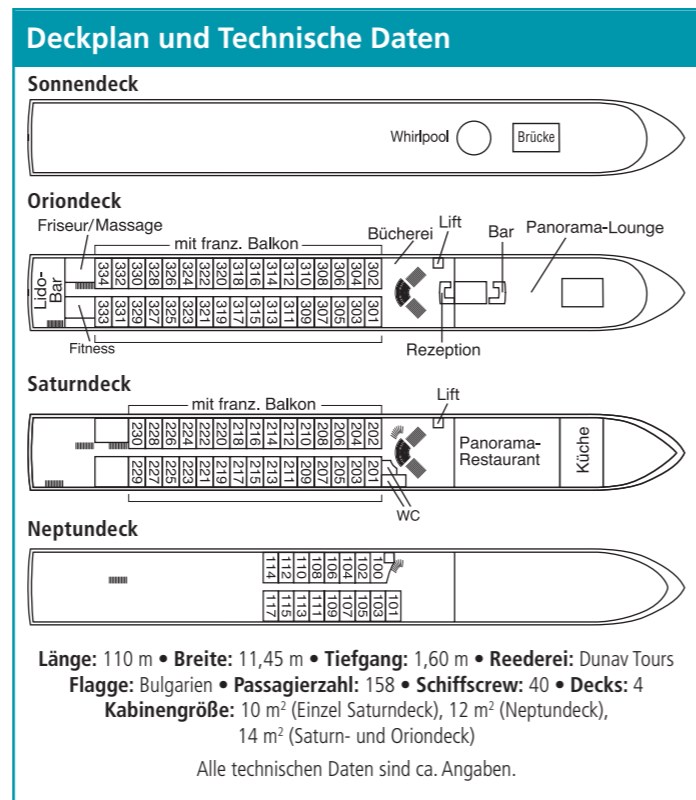 Deckplan und Technische Daten
Sonnendeck
Whirlpool
Brücke
Oriondeck
Friseur/Massage
mit franz. Balkon
Bücherei
Lift
Bar
Panorama-Lounge
Lido-
Bar
334 332 330 328 326 324 322 320 318 316 314 312 310 308 306 304 302
333 331 329 327 325 323 321 319 317 315 313 311 309 307 305 303 301
Fitness
Rezeption
Saturndeck
mit franz. Balkon
Lift
230 228 226 224 222 220 218 216 214 212 210 208 206 204 202
229 227 225 223 221 219 217 215 213 211 209 207 205 203 201
Panorama-
Restaurant
Küche
WC
Neptundeck
114 112 110 108 106 104 102 100
117 115 113 111 109 107 105 103 101
Länge: 110 m • Breite: 11,45 m • Tiefgang: 1,60 m • Reederei: Dunav Tours
Flagge: Bulgarien • Passagierzahl: 158 • Schiffscrew: 40 • Decks: 4
Kabinengröße: 10 m² (Einzel Saturndeck), 12 m² (Neptundeck),
14 m² (Saturn- und Oriondeck)
Alle technischen Daten sind ca. Angaben.